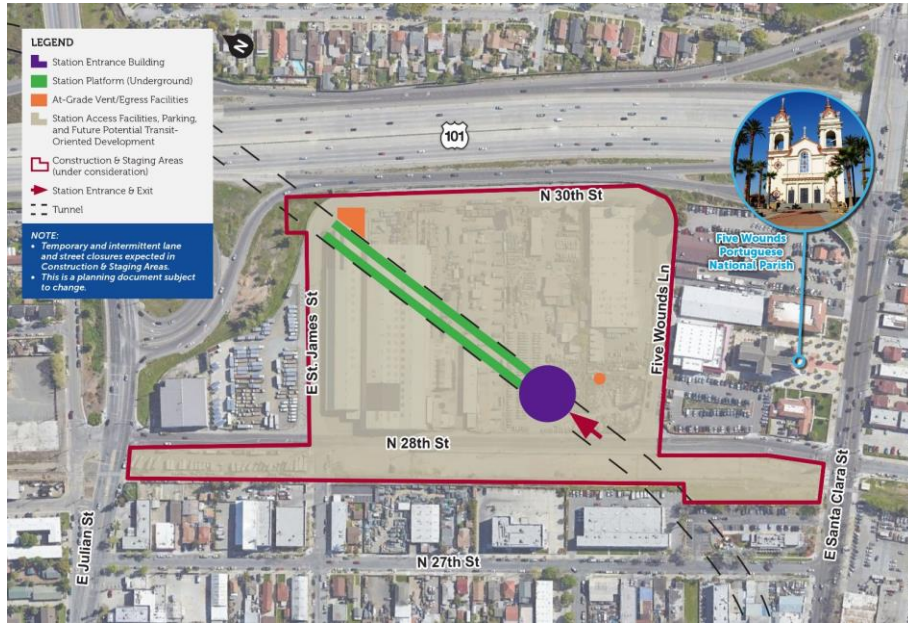 LEGEND
Station Entrance Building
Station Platform (Underground)
At-Grade Vent/Egress Facilities
Station Access Facilities, Parking,
and Future Potential Transit-
Oriented Development
Construction & Staging Areas
(under consideration)
Station Entrance & Exit
Tunnel
NOTE:
• Temporary and intermittent lane
and street closures expected in
Construction & Staging Areas.
• This is a planning document subject
to change.
N
101
N 30th St
Five Wounds
Portuguese
National Parish
E St. James St
Five Wounds Ln
N 28th St
E Julian St
E Santa Clara St
N 27th St